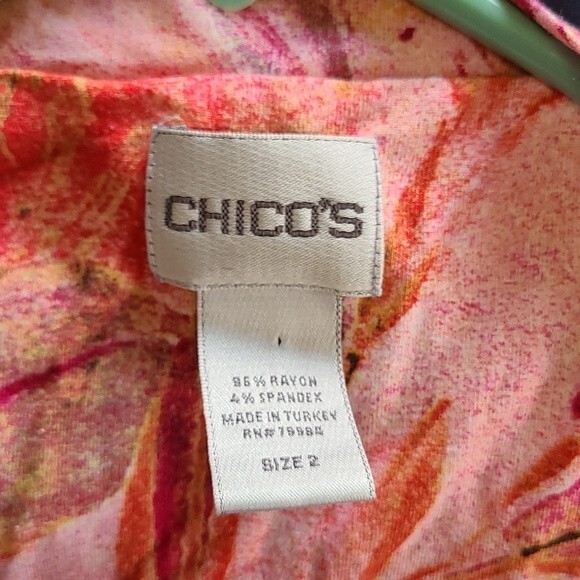 CHICO'S
96% RAYON
4% SPANDEX
MADE IN TURKEY
RN#79984
SIZE 2